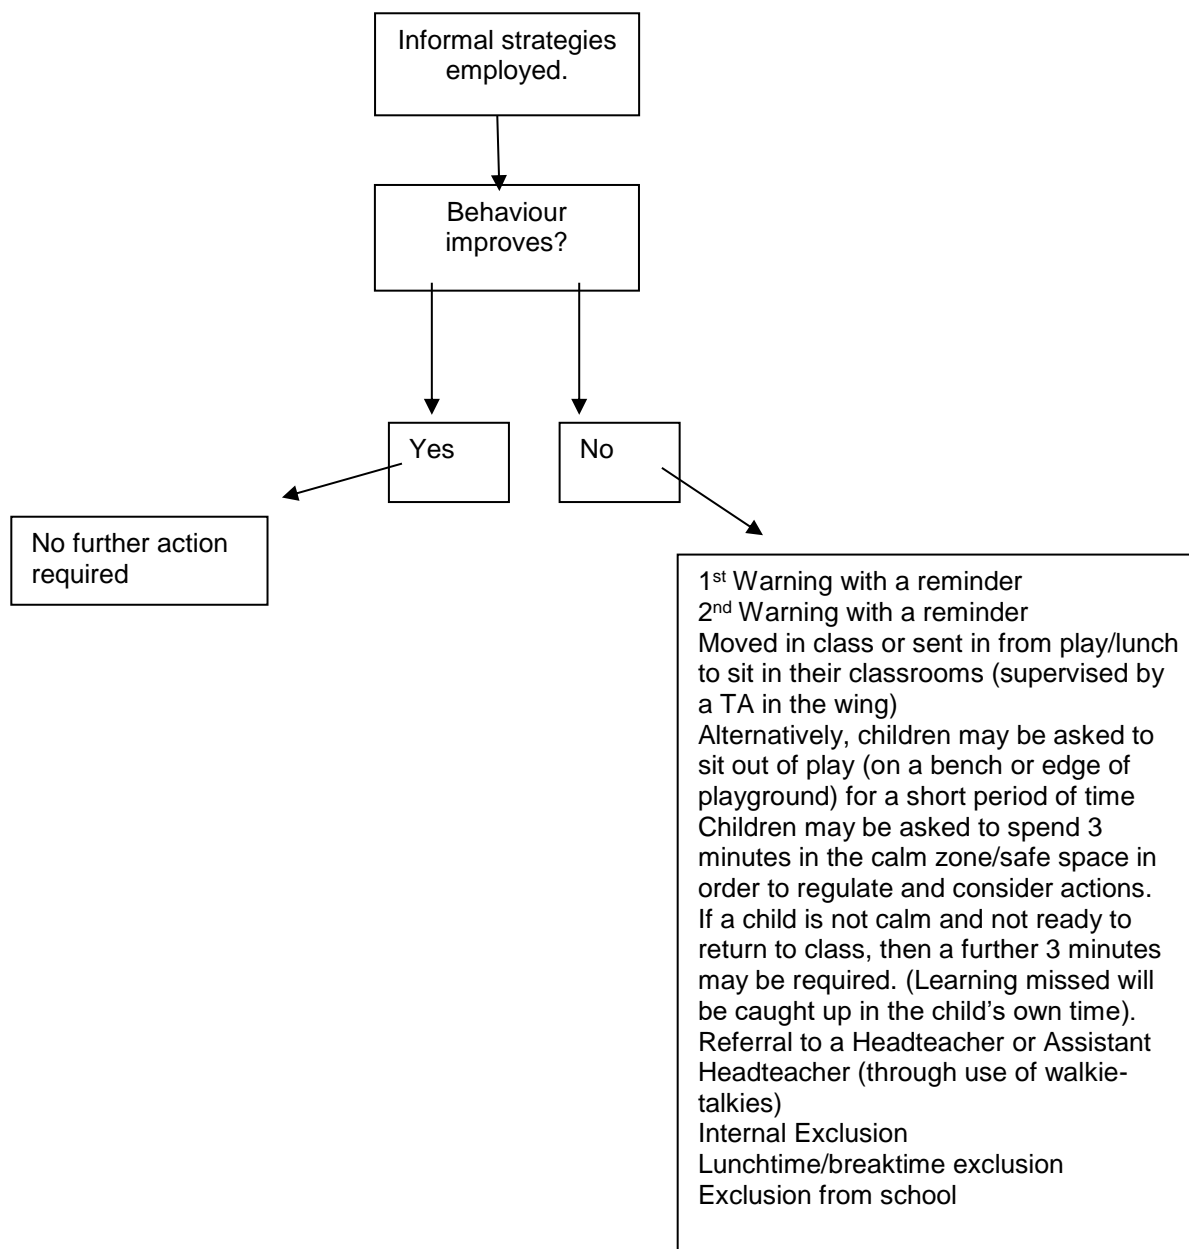 Informal strategies
employed.
Behaviour
improves?
Yes
No
No further action
required
1st Warning with a reminder
2nd Warning with a reminder
Moved in class or sent in from play/lunch
to sit in their classrooms (supervised by
a TA in the wing)
Alternatively, children may be asked to
sit out of play (on a bench or edge of
playground) for a short period of time
Children may be asked to spend 3
minutes in the calm zone/safe space in
order to regulate and consider actions.
If a child is not calm and not ready to
return to class, then a further 3 minutes
may be required. (Learning missed will
be caught up in the child’s own time).
Referral to a Headteacher or Assistant
Headteacher (through use of walkie-
talkies)
Internal Exclusion
Lunchtime/breaktime exclusion
Exclusion from school